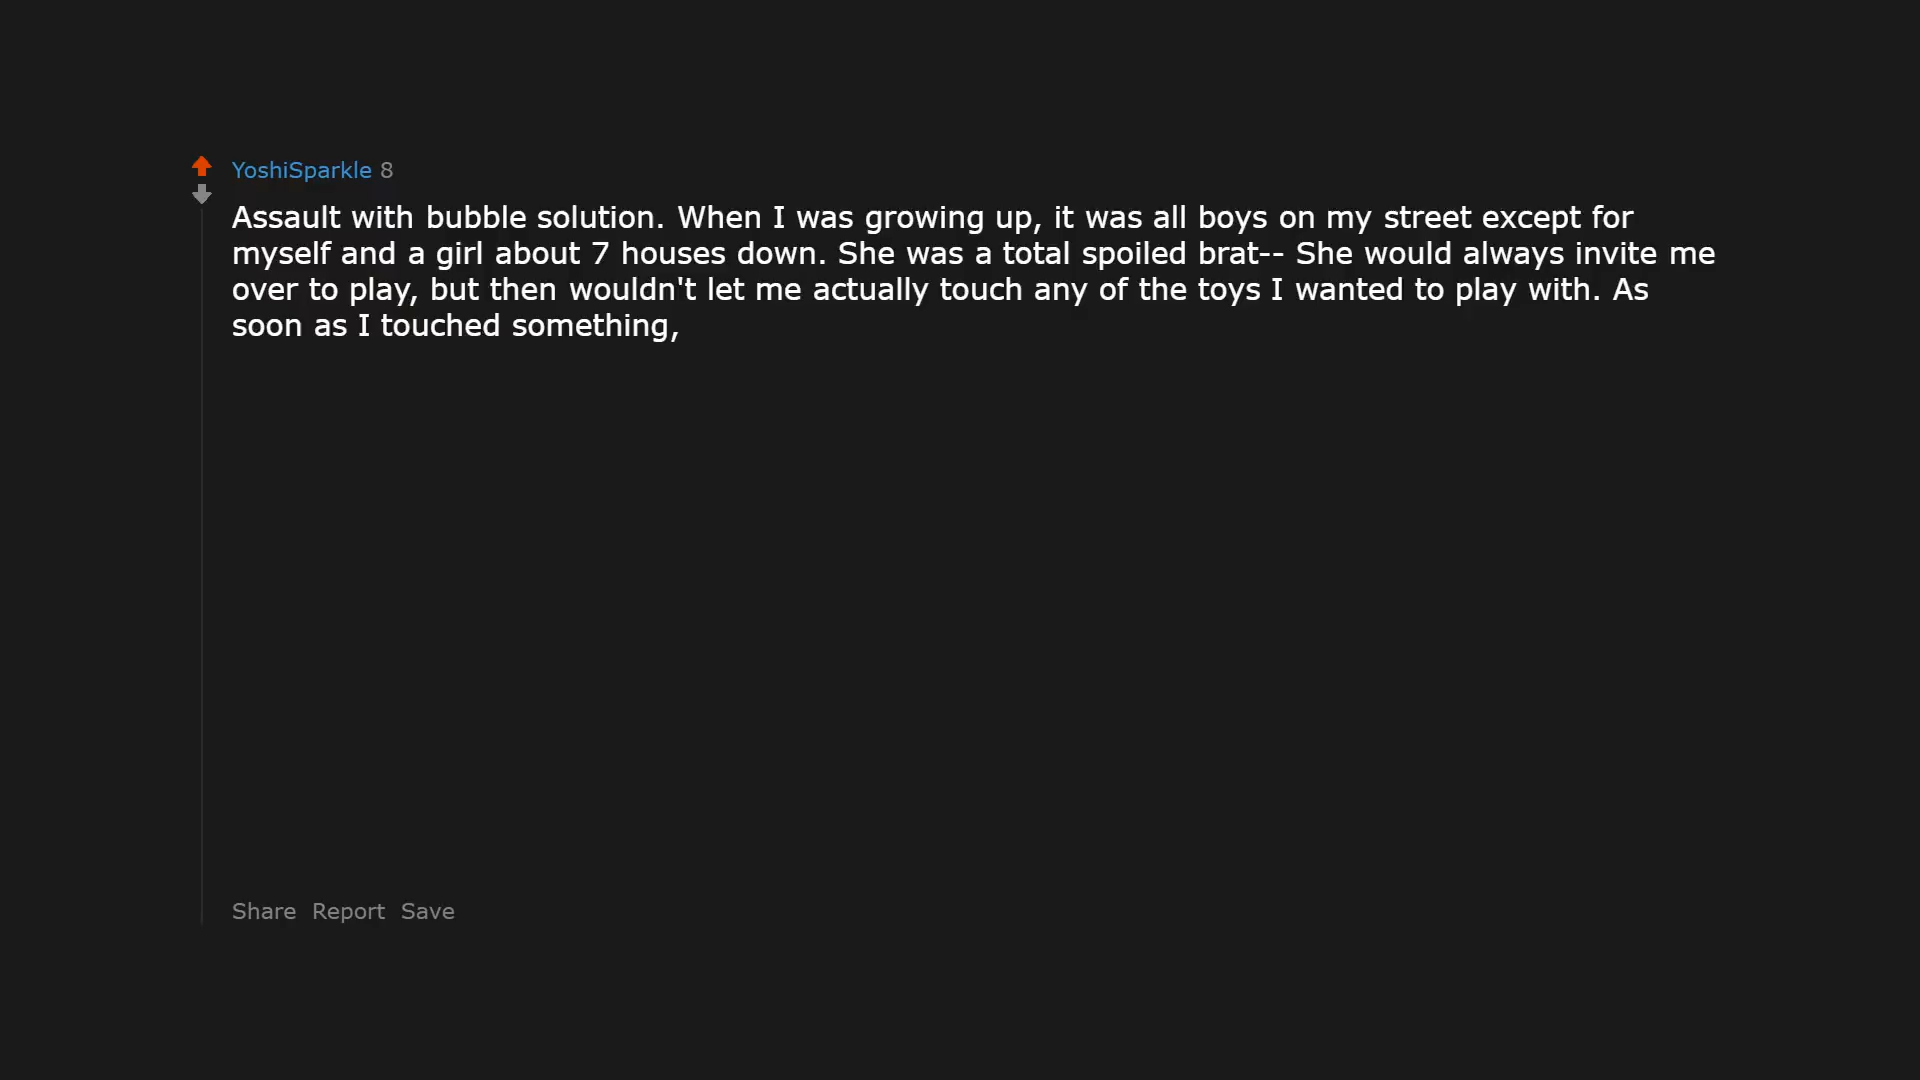 YoshiSparkle 8
Assault with bubble solution. When I was growing up, it was all boys on my street except for
myself and a girl about 7 houses down. She was a total spoiled brat-- She would always invite me
over to play, but then wouldn't let me actually touch any of the toys I wanted to play with. As
soon as I touched something,
Share Report Save